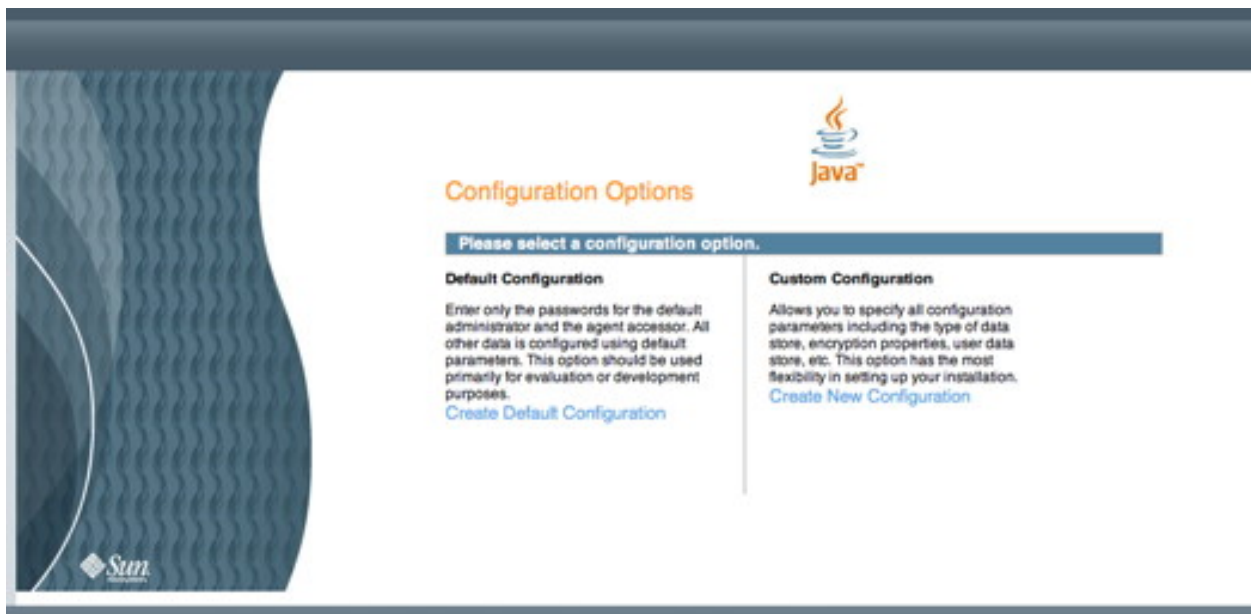 Java™
Configuration Options
Please select a configuration option.
Default Configuration
Enter only the passwords for the default
administrator and the agent accessor. All
other data is configured using default
parameters. This option should be used
primarily for evaluation or development
purposes.
Create Default Configuration
Custom Configuration
Allows you to specify all configuration
parameters including the type of data
store, encryption properties, user data
store, etc. This option has the most
flexibility in setting up your installation.
Create New Configuration
Sun